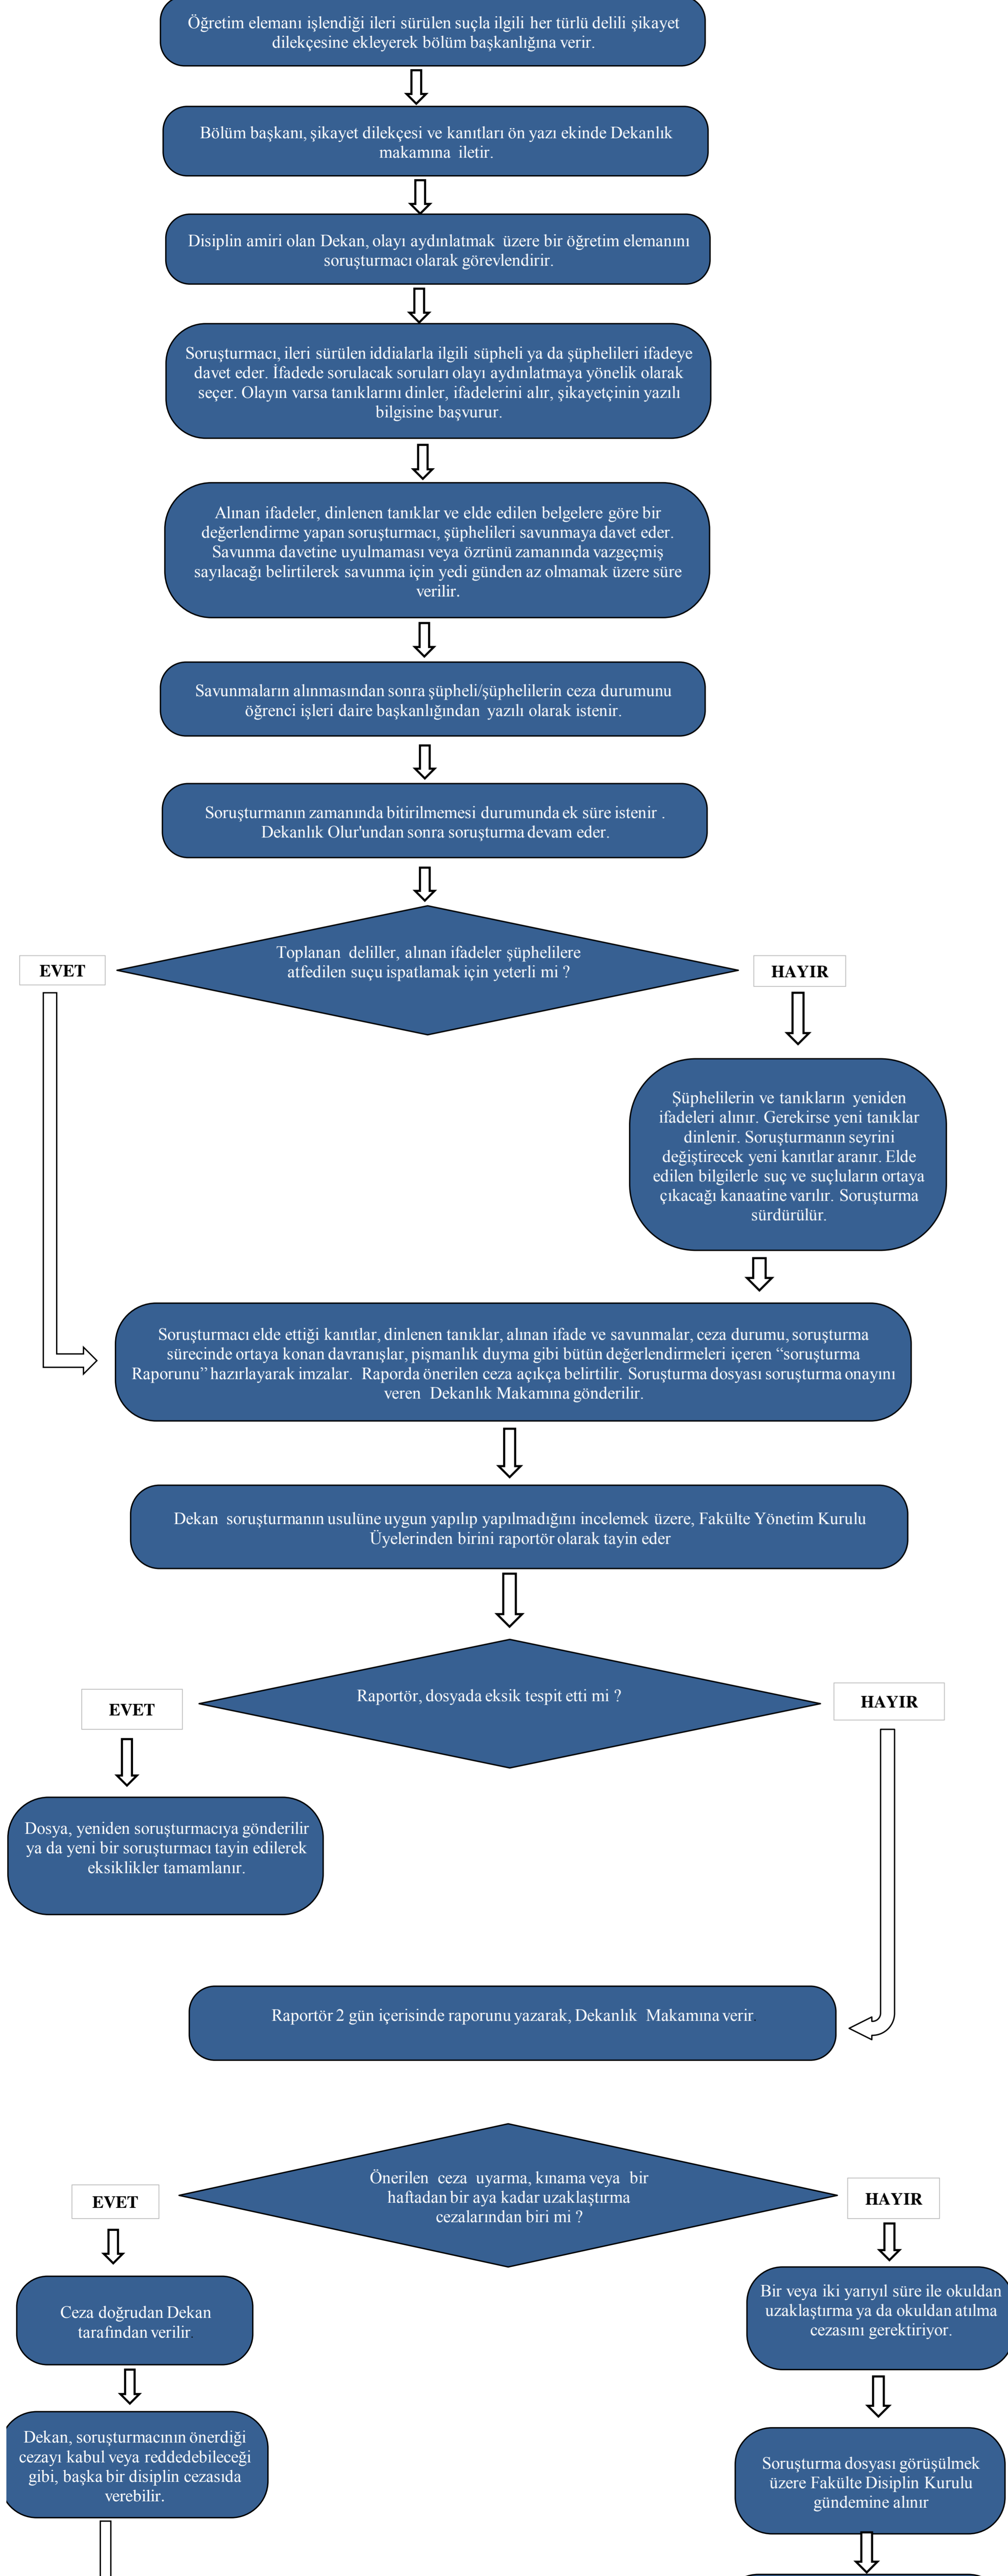 Öğretim elemanı işlendiği ileri sürülen suçla ilgili her türlü delili şikayet
dilekçesine ekleyerek bölüm başkanlığına verir.
Bölüm başkanı, şikayet dilekçesi ve kanıtları ön yazı ekinde Dekanlık
makamına iletir.
Disiplin amiri olan Dekan, olayı aydınlatmak üzere bir öğretim elemanını
soruşturmacı olarak görevlendirir.
Soruşturmacı, ileri sürülen iddialarla ilgili süpheli ya da şüphelileri ifadeye
davet eder. İfadede sorulacak soruları olayı aydınlatmaya yönelik olarak
seçer. Olayın varsa tanıklarını dinler, ifadelerini alır, şikayetçinin yazılı
bilgisine başvurur.
Alınan ifadeler, dinlenen tanıklar ve elde edilen belgelere göre bir
değerlendirme yapan soruşturmacı, şüphelileri savunmaya davet eder.
Savunma davetine uyulmaması veya özrünü zamanında vazgeçmiş
sayılacağı belirtilerek savunma için yedi günden az olmamak üzere süre
verilir.
Savunmaların alınmasından sonra şüpheli/şüphelilerin ceza durumunu
öğrenci işleri daire başkanlığından yazılı olarak istenir.
Soruşturmanın zamanında bitirilmemesi durumunda ek süre istenir .
Dekanlık Olur'undan sonra soruşturma devam eder.
Toplanan deliller, alınan ifadeler şüphelilere
atfedilen suçu ispatlamak için yeterli mi ?
EVET
HAYIR
Şüphelilerin ve tanıkların yeniden
ifadeleri alınır. Gerekirse yeni tanıklar
dinlenir. Soruşturmanın seyrini
değiştirecek yeni kanıtlar aranır. Elde
edilen bilgilerle suç ve suçluların ortaya
çıkacağı kanaatine varılır. Soruşturma
sürdürülür.
Soruşturmacı elde ettiği kanıtlar, dinlenen tanıklar, alınan ifade ve savunmalar, ceza durumu, soruşturma
sürecinde ortaya konan davranışlar, pişmanlık duyma gibi bütün değerlendirmeleri içeren “soruşturma
Raporunu” hazırlayarak imzalar. Raporda önerilen ceza açıkça belirtilir. Soruşturma dosyası soruşturma onayını
veren Dekanlık Makamına gönderilir.
Dekan soruşturmanın usulüne uygun yapılıp yapılmadığını incelemek üzere, Fakülte Yönetim Kurulu
Üyelerinden birini raportör olarak tayin eder
Raportör, dosyada eksik tespit etti mi ?
EVET
HAYIR
Dosya, yeniden soruşturmacıya gönderilir
ya da yeni bir soruşturmacı tayin edilerek
eksiklikler tamamlanır.
Raportör 2 gün içerisinde raporunu yazarak, Dekanlık Makamına verir
Önerilen ceza uyarma, kınama veya bir
haftadan bir aya kadar uzaklaştırma
cezalarından biri mi ?
EVET
HAYIR
Ceza doğrudan Dekan
tarafından verilir
Bir veya iki yarıyıl süre ile okuldan
uzaklaştırma ya da okuldan atılma
cezasını gerektiriyor.
Dekan, soruşturmacının önerdiği
cezayı kabul veya reddedebileceği
gibi, başka bir disiplin cezasıda
verebilir.
Soruşturma dosyası görüşülmek
üzere Fakülte Disiplin Kurulu
gündemine alınır